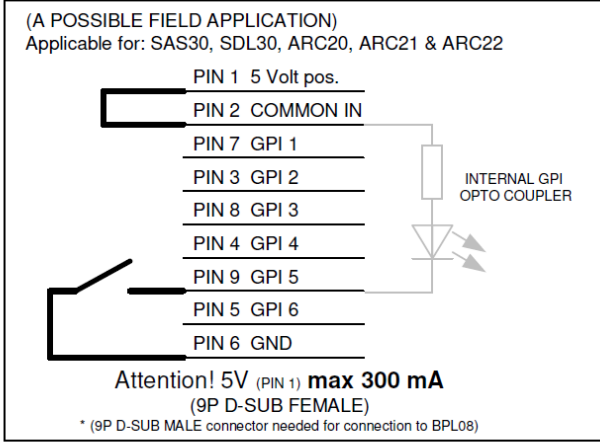 (A POSSIBLE FIELD APPLICATION)
Applicable for: SAS30, SDL30, ARC20, ARC21 & ARC22
PIN 1 5 Volt pos.
PIN 2 COMMON IN
PIN 7 GPI 1
PIN 3 GPI 2
PIN 8 GPI 3
PIN 4 GPI 4
PIN 9 GPI 5
PIN 5 GPI 6
PIN 6 GND
INTERNAL GPI
OPTO COUPLER
Attention! 5V (PIN 1) max 300 mA
(9P D-SUB FEMALE)
* (9P D-SUB MALE connector needed for connection to BPL08)